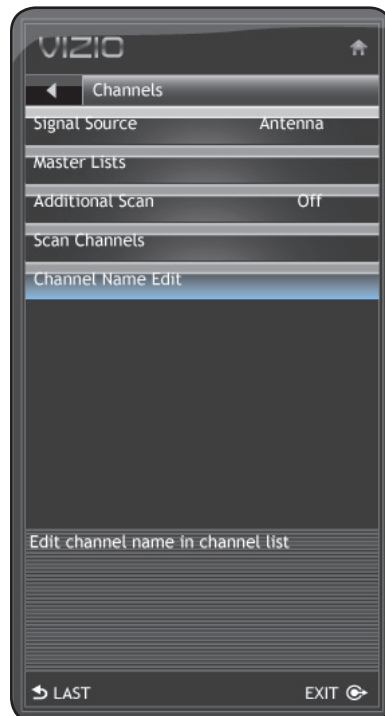 VIZIO
Channels
Signal Source Antenna
Master Lists
Additional Scan Off
Scan Channels
Channel Name Edit
Edit channel name in channel list
LAST EXIT